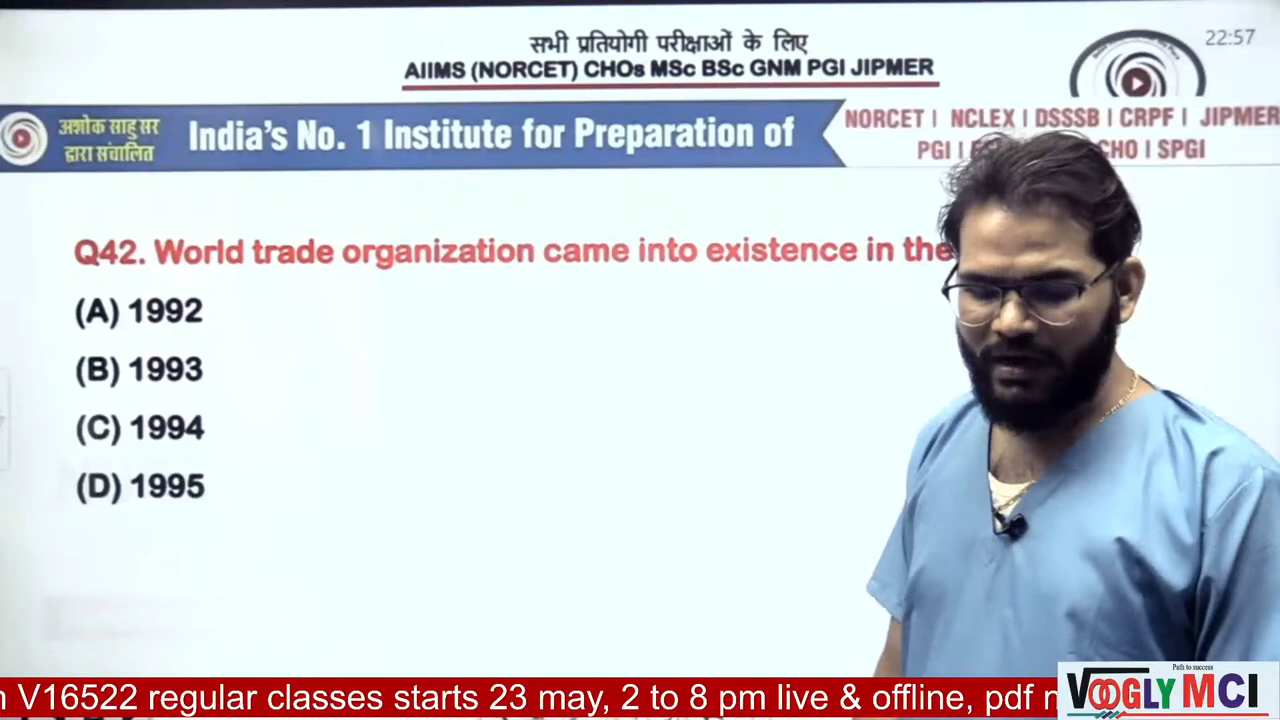 सभी प्रतियोगी परीक्षाओं के लिए
22:57
AIIMS (NORCET) CHOs MSc BSc GNM PGI JIPMER
अशोक साहु सर
द्वारा संचालित
India's No. 1 Institute for Preparation of
NORCET I NCLEX I DSSSB I CRPF I JIPMER
PGI I CHO I SPGI
Q42. World trade organization came into existence in the
(A) 1992
(B) 1993
(C) 1994
(D) 1995
V16522 regular classes starts 23 may, 2 to 8 pm live & offline, pdf
Path to success
VOOGLY MCI